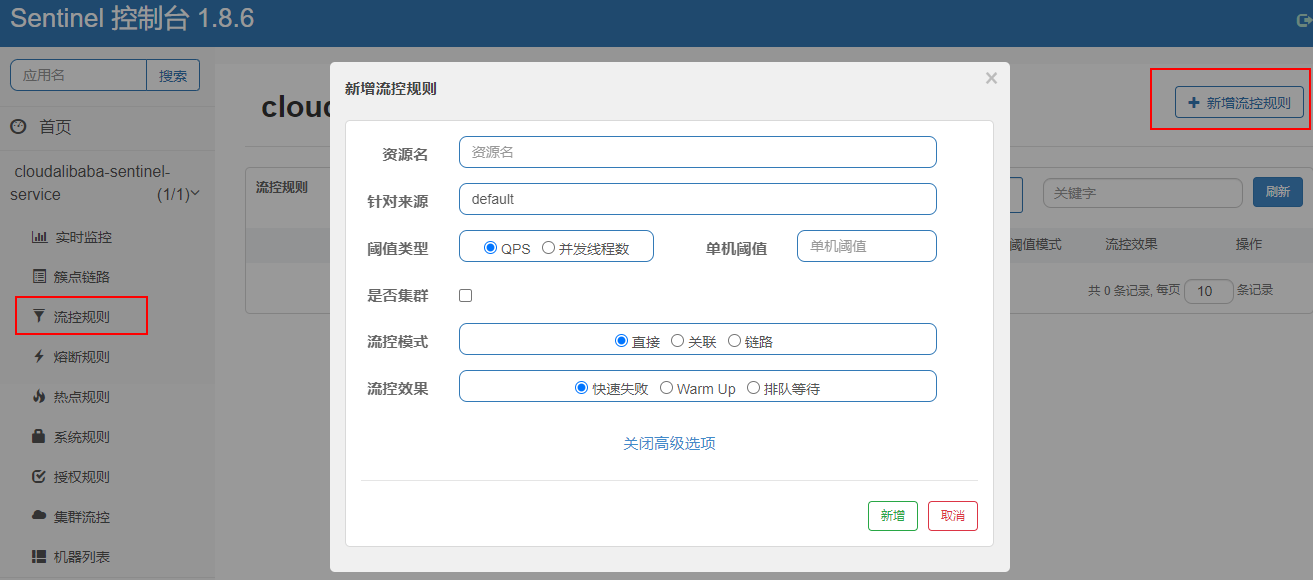 Sentinel 控制台 1.8.6
应用名
搜索
首页
cloudalibaba-sentinel-
service (1/1)
实时监控
簇点链路
流控规则
熔断规则
热点规则
系统规则
授权规则
集群流控
机器列表
clou
新增流控规则
流控规则
关键字
刷新
阈值模式 流控效果 操作
共 0 条记录, 每页 10 条记录
新增流控规则
×
资源名 资源名
针对来源 default
阈值类型 QPS 并发线程数 单机阈值 单机阈值
是否集群
流控模式 直接 关联 链路
流控效果 快速失败 Warm Up 排队等待
关闭高级选项
新增 取消